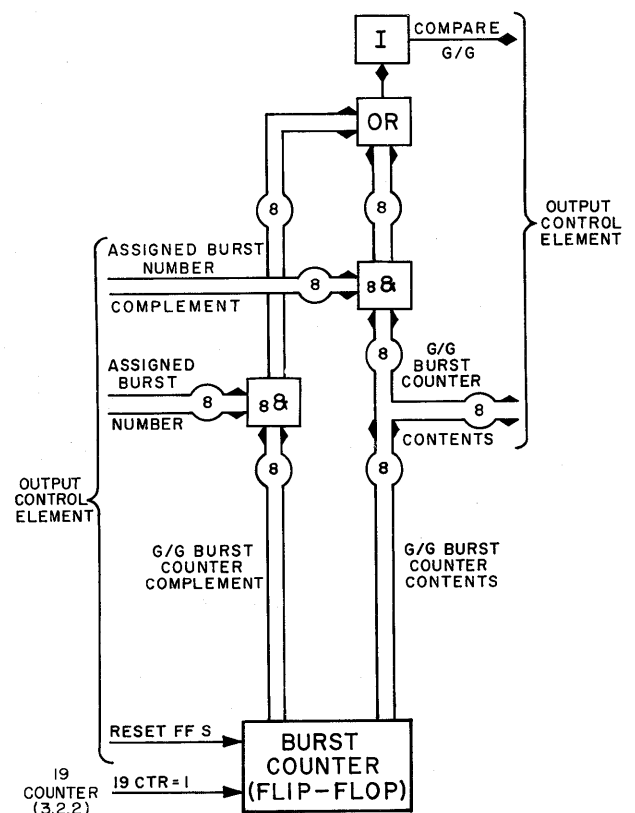 I
COMPARE
G/G
OR
8
8
OUTPUT
CONTROL
ELEMENT
ASSIGNED BURST
NUMBER
8
8&
COMPLEMENT
8
G/G
BURST
COUNTER
ASSIGNED
BURST
8
8&
8
NUMBER
CONTENTS
8
8
OUTPUT
CONTROL
ELEMENT
G/G BURST
COUNTER
COMPLEMENT
G/G BURST
COUNTER
CONTENTS
RESET FF S
BURST
COUNTER
(FLIP-FLOP)
19
COUNTER
(3.2.2)
19 CTR=1